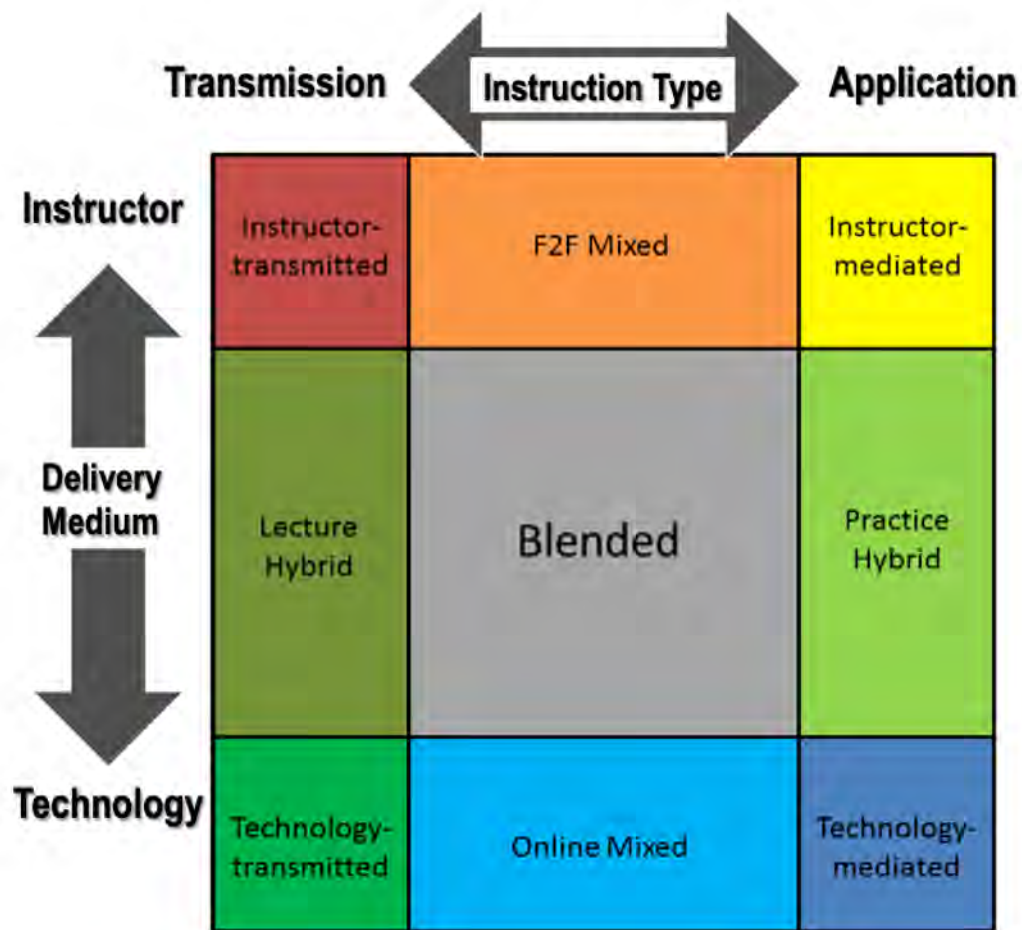 Transmission
Instruction Type
Application
Instructor
Instructor-
transmitted
F2F Mixed
Instructor-
mediated
Delivery
Medium
Lecture
Hybrid
Blended
Practice
Hybrid
Technology
Technology-
transmitted
Online Mixed
Technology-
mediated